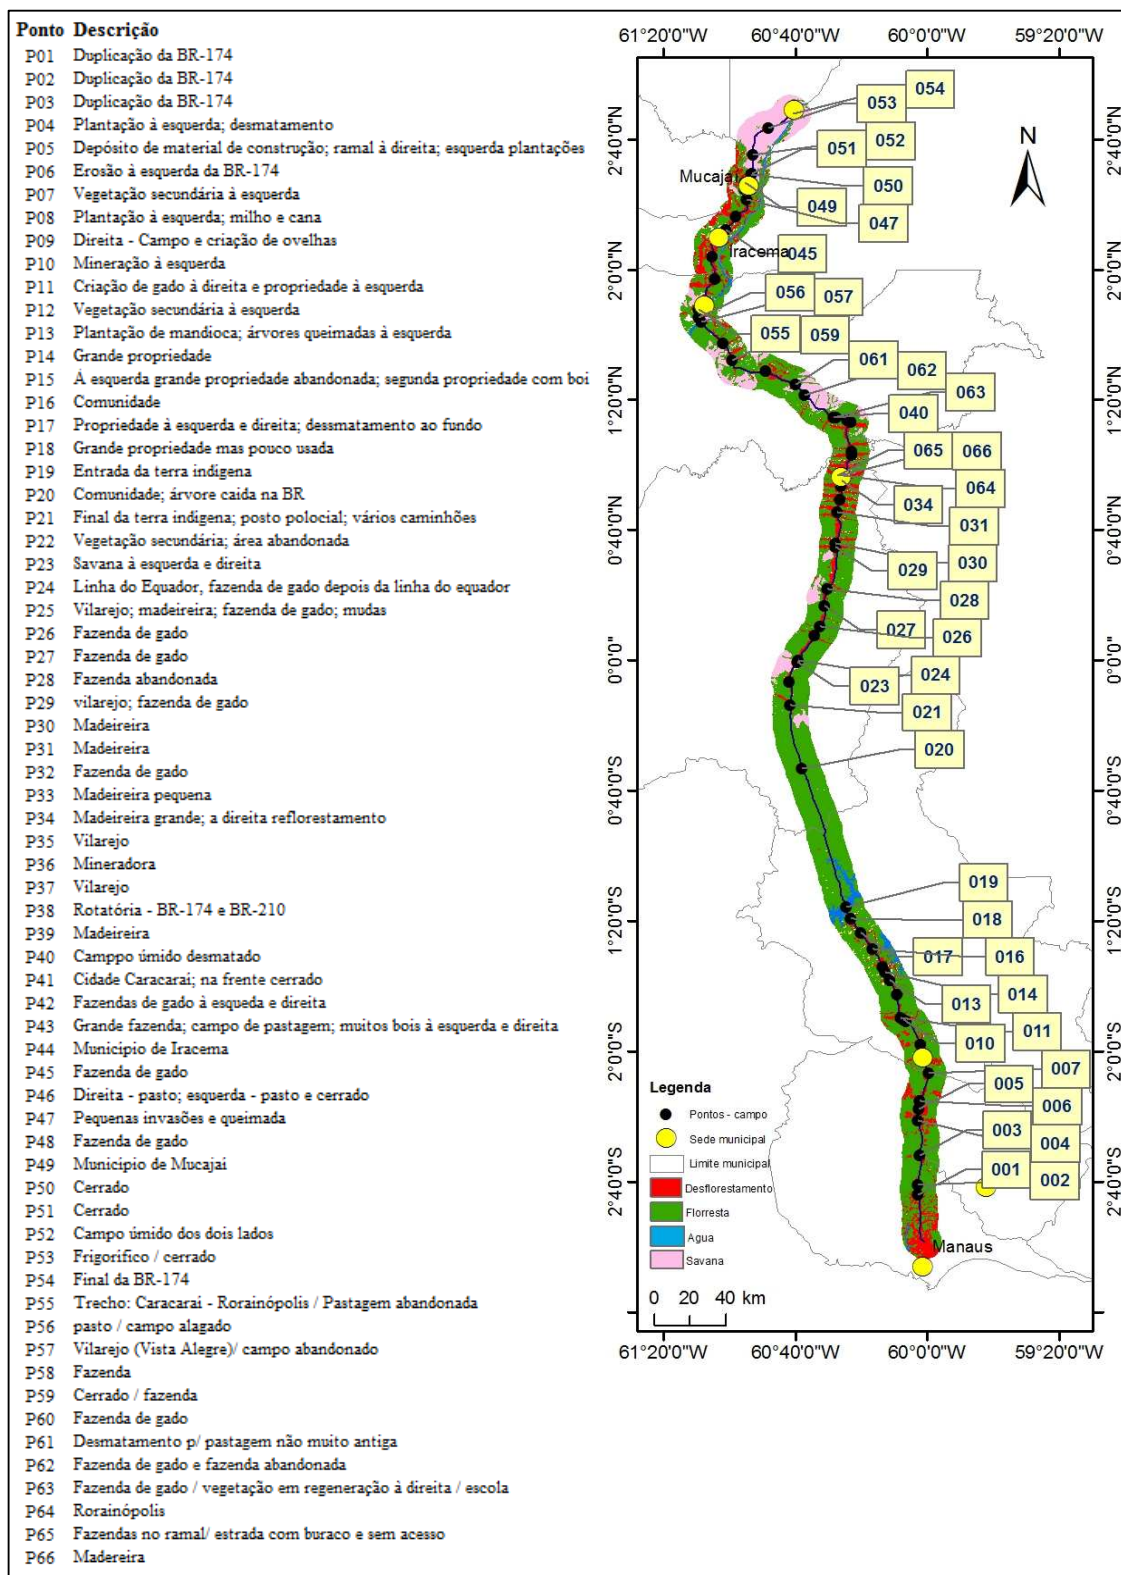 Ponto Descrição
P01 Duplicação da BR-174
P02 Duplicação da BR-174
P03 Duplicação da BR-174
P04 Plantação à esquerda; desmatamento
P05 Depósito de material de construção; ramal à direita; esquerda plantações
P06 Erosão à esquerda da BR-174
P07 Vegetação secundária à esquerda
P08 Plantação à esquerda; milho e cana
P09 Direita - Campo e criação de ovelhas
P10 Mineração à esquerda
P11 Criação de gado à direita e propriedade à esquerda
P12 Vegetação secundária à esquerda
P13 Plantação de mandioca; árvores queimadas à esquerda
P14 Grande propriedade
P15 À esquerda grande propriedade abandonada; segunda propriedade com boi
P16 Comunidade
P17 Propriedade à esquerda e direita; dessmatamento ao fundo
P18 Grande propriedade mas pouco usada
P19 Entrada da terra indígena
P20 Comunidade; árvore caida na BR
P21 Final da terra indígena; posto polocial; vários caminhões
P22 Vegetação secundária; área abandonada
P23 Savana à esquerda e direita
P24 Linha do Equador, fazenda de gado depois da linha do equador
P25 Vilarejo; madeireira; fazenda de gado; mudas
P26 Fazenda de gado
P27 Fazenda de gado
P28 Fazenda abandonada
P29 vilarejo; fazenda de gado
P30 Madeireira
P31 Madeireira
P32 Fazenda de gado
P33 Madeireira pequena
P34 Madeireira grande; a direita reflorestamento
P35 Vilarejo
P36 Mineradora
P37 Vilarejo
P38 Rotatória - BR-174 e BR-210
P39 Madeireira
P40 Camppo úmido desmatado
P41 Cidade Caracaraí; na frente cerrado
P42 Fazendas de gado à esqueda e direita
P43 Grande fazenda; campo de pastagem; muitos bois à esquerda e direita
P44 Municipio de Iracema
P45 Fazenda de gado
P46 Direita - pasto; esquerda - pasto e cerrado
P47 Pequenas invasões e queimada
P48 Fazenda de gado
P49 Municipio de Mucajaí
P50 Cerrado
P51 Cerrado
P52 Campo úmido dos dois lados
P53 Frigorifico / cerrado
P54 Final da BR-174
P55 Trecho: Caracaraí - Rorainópolis / Pastagem abandonada
P56 pasto / campo alagado
P57 Vilarejo (Vista Alegre)/ campo abandonado
P58 Fazenda
P59 Cerrado / fazenda
P60 Fazenda de gado
P61 Desmatamento p/ pastagem não muito antiga
P62 Fazenda de gado e fazenda abandonada
P63 Fazenda de gado / vegetação em regeneração à direita / escola
P64 Rorainópolis
P65 Fazendas no ramal/ estrada com buraco e sem acesso
P66 Madereira
61°20'0"W 60°40'0"W 60°0'0"W 59°20'0"W
2°40'0"N
2°0'0"N
1°20'0"N
0°40'0"N
0°0'0"
0°40'0"S
1°20'0"S
2°0'0"S
2°40'0"S
N
054
053
052
051
Mucajaí
050
049
047
Iracema
045
056
057
055
059
061
062
063
040
065
066
064
034
031
030
029
028
027
026
024
023
021
020
019
018
017
016
014
013
011
010
007
005
006
003
004
001
002
Manaus
Legenda
Pontos - campo
Sede municipal
Limite municipal
Desflorestamento
Florresta
Agua
Savana
0 20 40 km
61°20'0"W 60°40'0"W 60°0'0"W 59°20'0"W